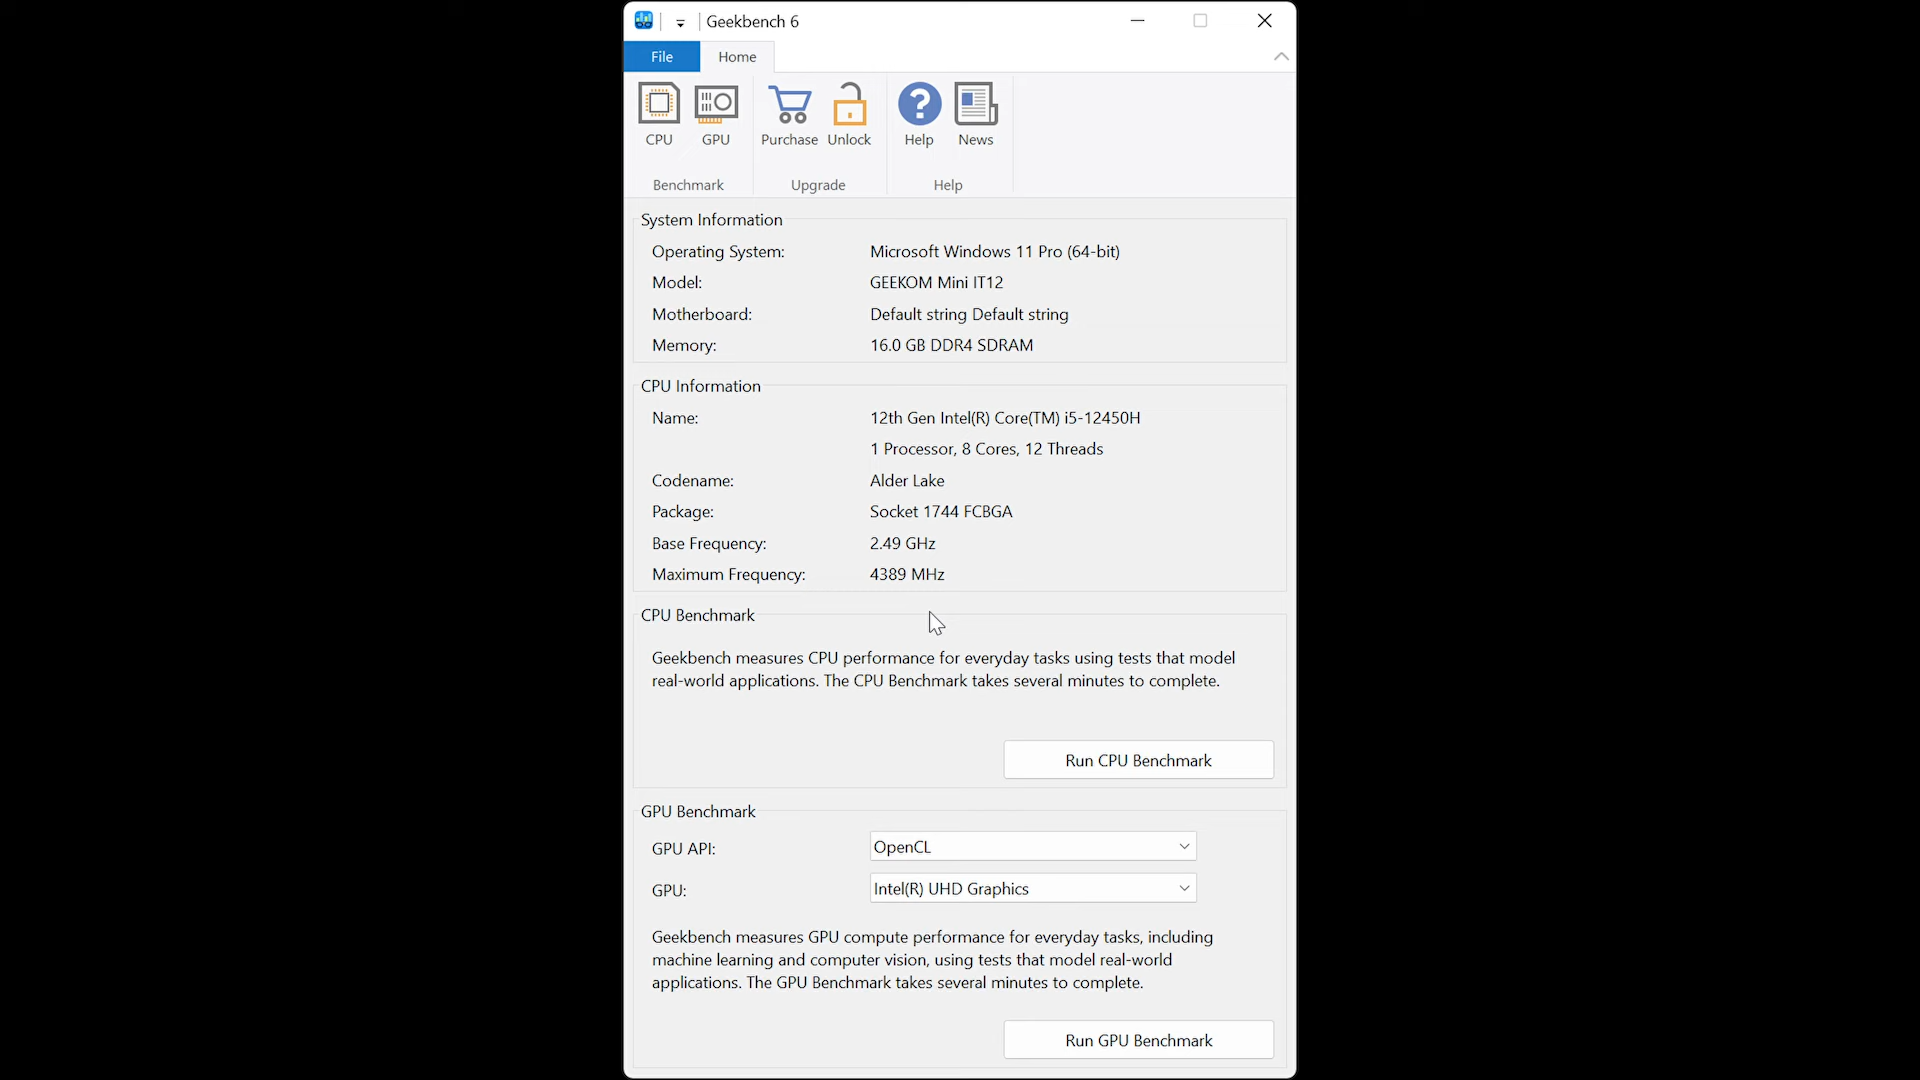 Geekbench 6
File Home
CPU GPU Purchase Unlock Help News
Benchmark Upgrade Help
System Information
Operating System: Microsoft Windows 11 Pro (64-bit)
Model: GEEKOM Mini IT12
Motherboard: Default string Default string
Memory: 16.0 GB DDR4 SDRAM
CPU Information
Name: 12th Gen Intel(R) Core(TM) i5-12450H
1 Processor, 8 Cores, 12 Threads
Codename: Alder Lake
Package: Socket 1744 FCBGA
Base Frequency: 2.49 GHz
Maximum Frequency: 4389 MHz
CPU Benchmark
Geekbench measures CPU performance for everyday tasks using tests that model
real-world applications. The CPU Benchmark takes several minutes to complete.
Run CPU Benchmark
GPU Benchmark
GPU API: OpenCL
GPU: Intel(R) UHD Graphics
Geekbench measures GPU compute performance for everyday tasks, including
machine learning and computer vision, using tests that model real-world
applications. The GPU Benchmark takes several minutes to complete.
Run GPU Benchmark